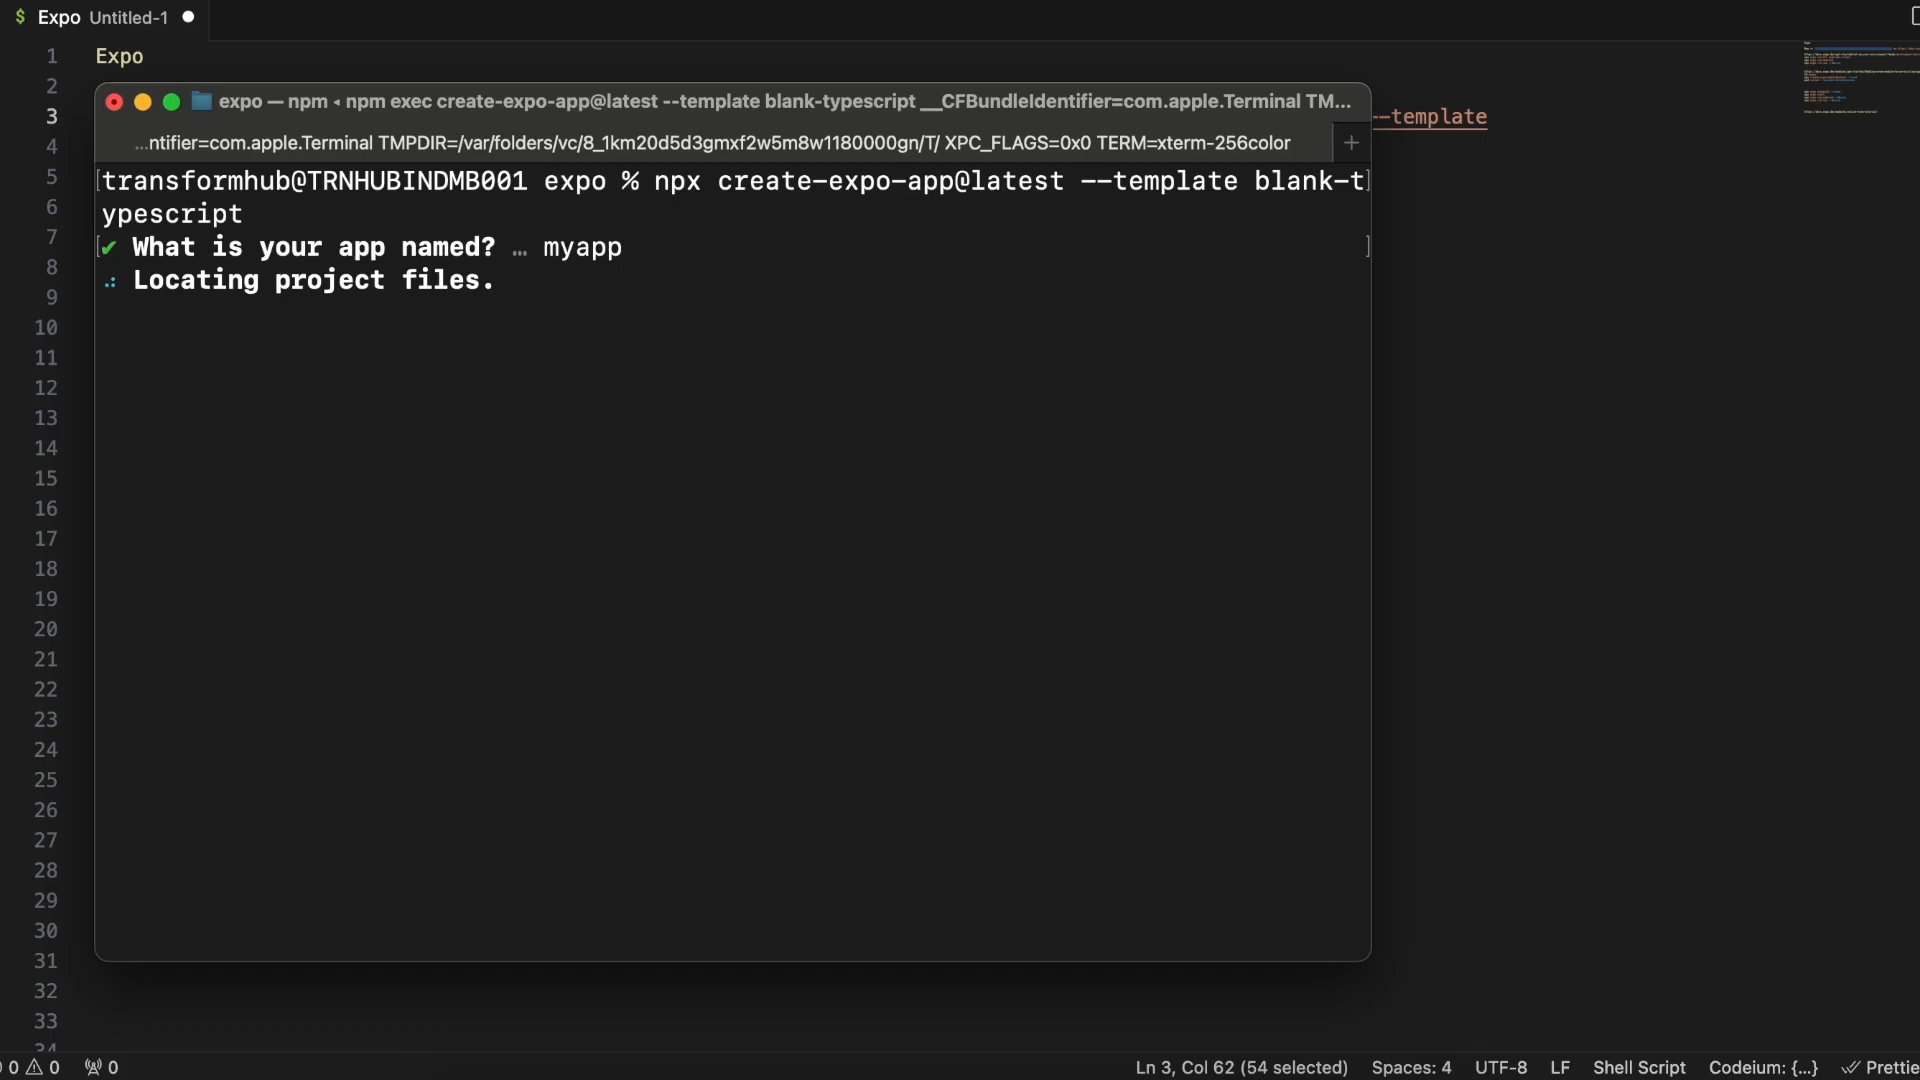 $ Expo Untitled-1
1 Expo
2
3 --template
expo — npm ◂ npm exec create-expo-app@latest --template blank-typescript __CFBundleIdentifier=com.apple.Terminal TM...
...ntifier=com.apple.Terminal TMPDIR=/var/folders/vc/8_1km20d5d3gmxf2w5m8w1180000gn/T/ XPC_FLAGS=0x0 TERM=xterm-256color +
[transformhub@TRNHUBINDMB001 expo % npx create-expo-app@latest --template blank-t]
ypescript
[✔ What is your app named? … myapp ]
Locating project files.
4
5
6
7
8
9
10
11
12
13
14
15
16
17
18
19
20
21
22
23
24
25
26
27
28
29
30
31
32
33
34
0 0 0
Ln 3, Col 62 (54 selected) Spaces: 4 UTF-8 LF Shell Script Codeium: {...} Prettie